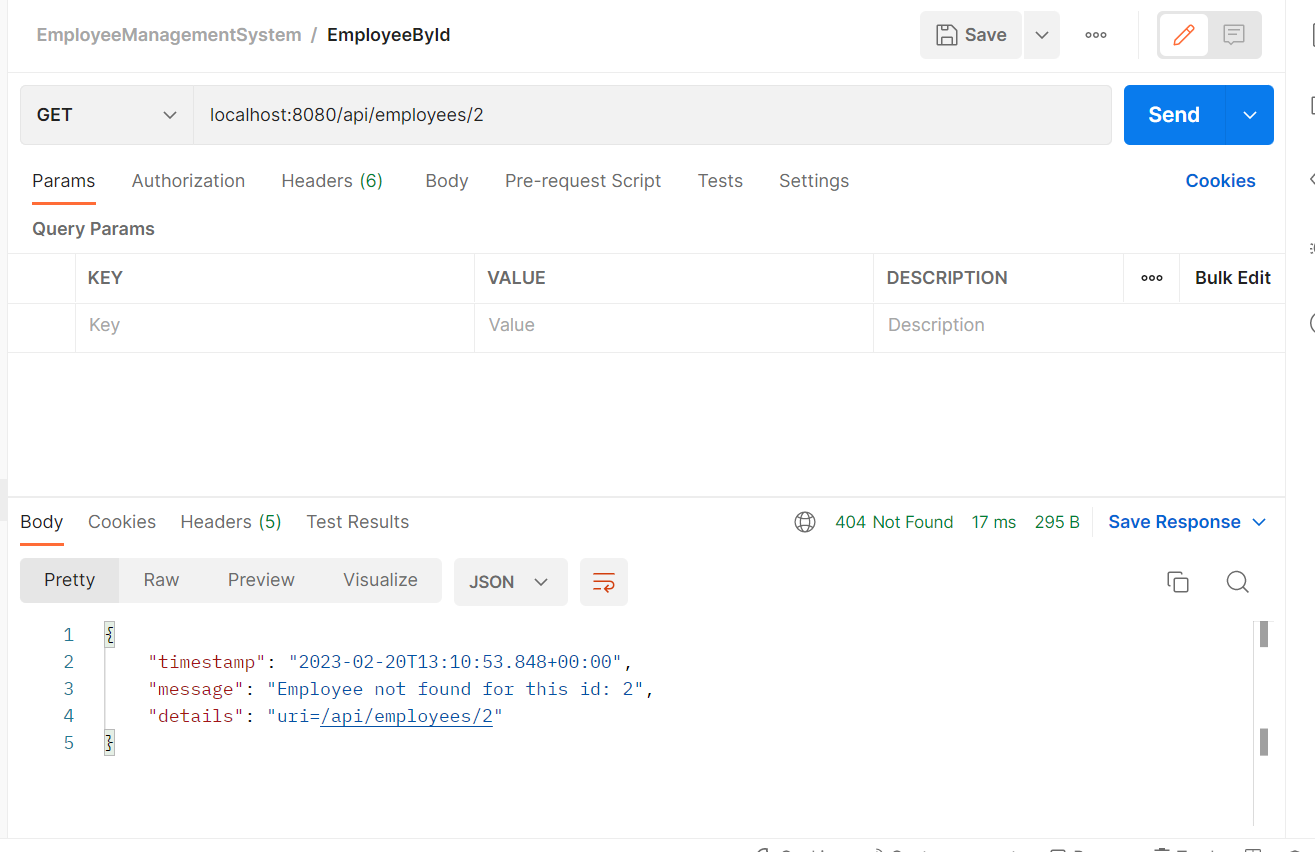 EmployeeManagementSystem / EmployeeById
Save
GET localhost:8080/api/employees/2 Send
Params Authorization Headers (6) Body Pre-request Script Tests Settings Cookies
Query Params
KEY VALUE DESCRIPTION Bulk Edit
Key Value Description
Body Cookies Headers (5) Test Results 404 Not Found 17 ms 295 B Save Response
Pretty Raw Preview Visualize JSON
1 {
2 "timestamp": "2023-02-20T13:10:53.848+00:00",
3 "message": "Employee not found for this id: 2",
4 "details": "uri=/api/employees/2"
5 }